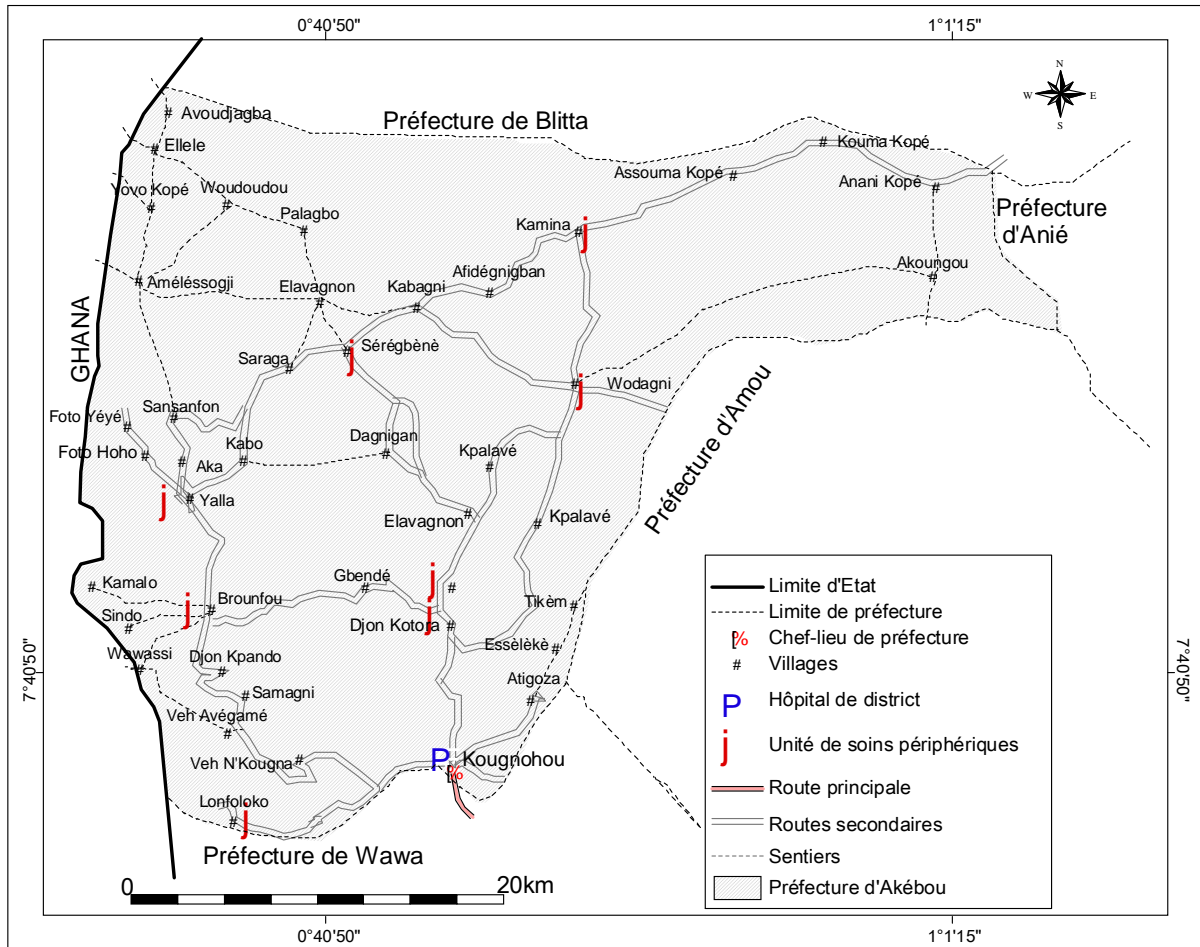 0°40'50"
1°1'15"
N
W
E
S
Avoudjagba
Préfecture de Blitta
Ellele
Kouma Kopé
Assouma Kopé
Yovo Kopé
Woudoudou
Anani Kopé
Palagbo
Kamina
j
Préfecture
d'Anié
Akoungou
Améléssogji
Elavagnon
Kabagni
Afidégnigban
GHANA
Sérégbènè
j
Saraga
Wodagni
j
Foto Yéyé
Sansanfon
Foto Hoho
Kabo
Dagnigan
Kpalavé
Aka
Préfecture d'Amou
j
Yalla
Elavagnon
Kpalavé
Kamalo
Gbendé
j
Brounfou
j
Tikèm
Sindo
j
Djon Kotora
Essèlèkè
Wawassi
Djon Kpando
7°40'50"
7°40'50"
Atigoza
Samagni
Veh Avégamé
Veh N'Kougna
P
Kougnohou
%
Lonfoloko
j
Préfecture de Wawa
0
20km
Limite d'Etat
Limite de préfecture
[% Chef-lieu de préfecture
# Villages
P Hôpital de district
j Unité de soins périphériques
Route principale
Routes secondaires
Sentiers
Préfecture d'Akébou
0°40'50"
1°1'15"